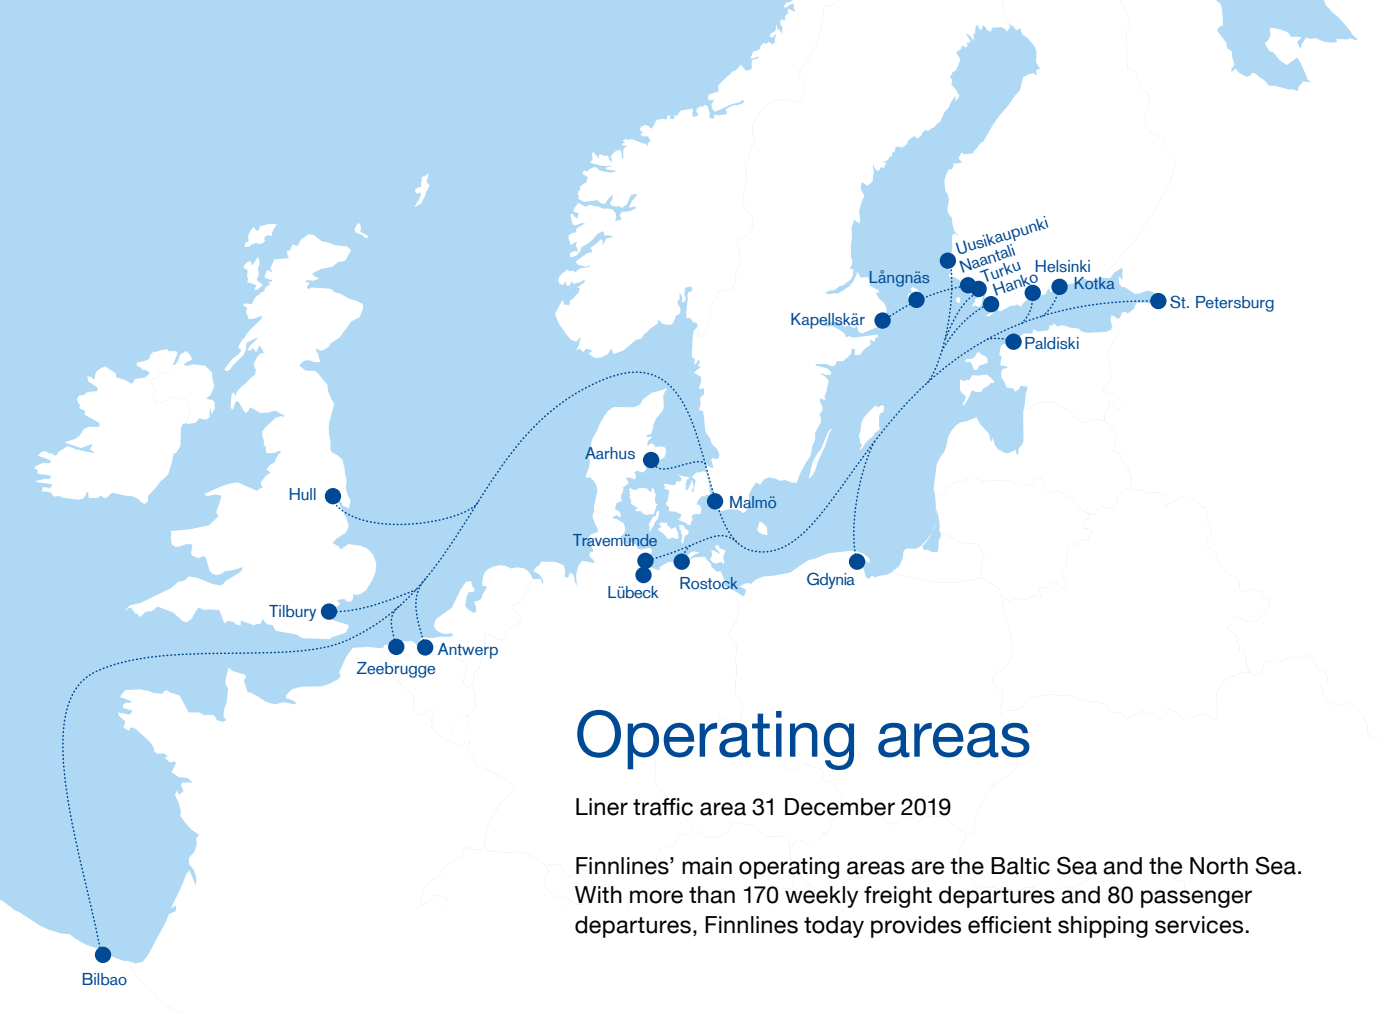 Uusikaupunki
Naantali
Turku
Hanko
Helsinki
Kotka
Långnäs
Kapellskär
St. Petersburg
Paldiski
Aarhus
Hull
Malmö
Travemünde
Lübeck
Rostock
Gdynia
Tilbury
Antwerp
Zeebrugge
Operating areas
Liner traffic area 31 December 2019
Finnlines’ main operating areas are the Baltic Sea and the North Sea.
With more than 170 weekly freight departures and 80 passenger
departures, Finnlines today provides efficient shipping services.
Bilbao